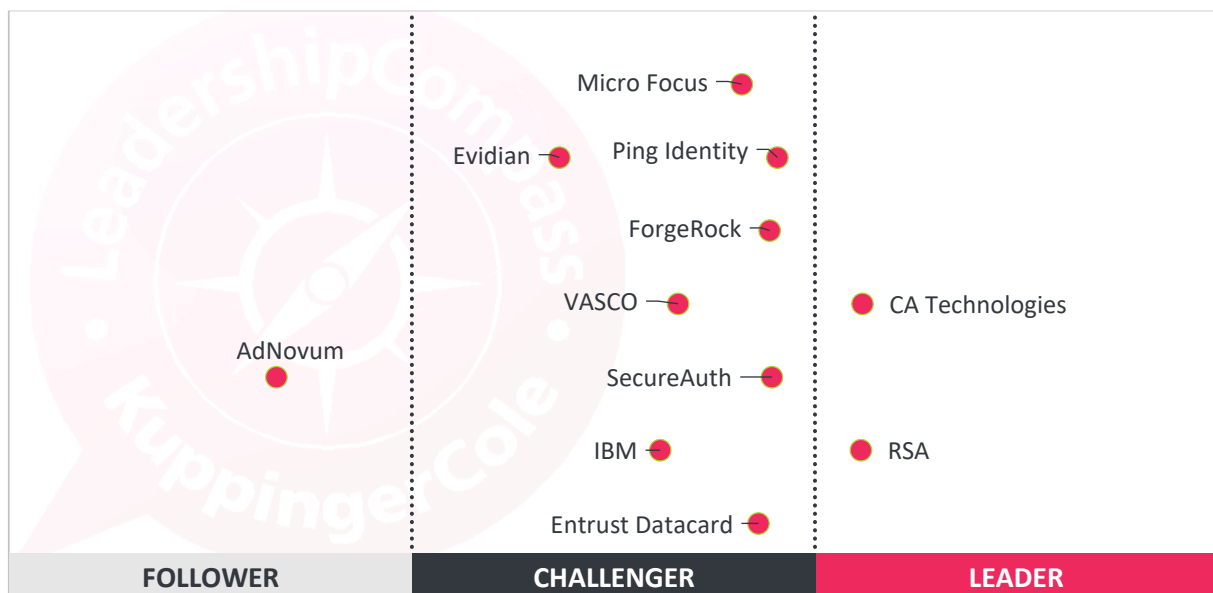 Micro Focus
Evidian
Ping Identity
ForgeRock
VASCO
CA Technologies
AdNovum
SecureAuth
IBM
RSA
Entrust Datacard
FOLLOWER
CHALLENGER
LEADER
LeadershipCompass
KuppingerCole